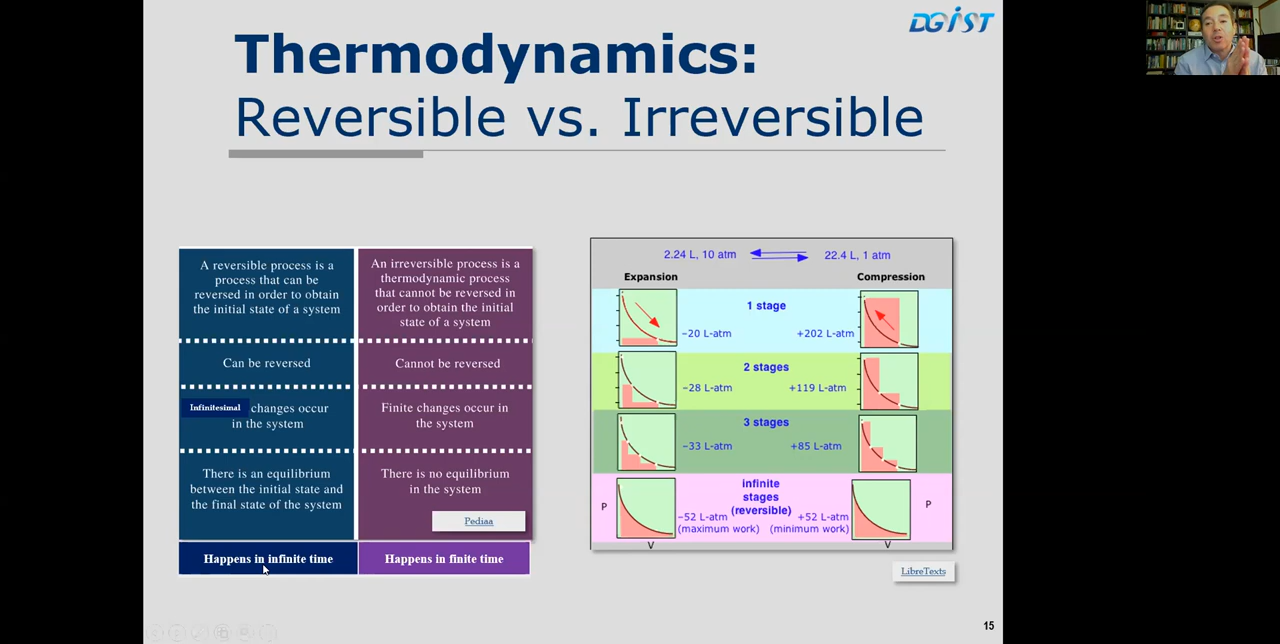 DGIST
Thermodynamics:
Reversible vs. Irreversible
A reversible process is a
process that can be
reversed in order to obtain
the initial state of a system
An irreversible process is a
thermodynamic process
that cannot be reversed in
order to obtain the initial
state of a system
Can be reversed
Cannot be reversed
Infinitesimal changes occur
in the system
Finite changes occur in
the system
There is an equilibrium
between the initial state and
the final state of the system
There is no equilibrium
in the system
Pediaa
Happens in infinite time
Happens in finite time
2.24 L, 10 atm
22.4 L, 1 atm
Expansion
Compression
1 stage
−20 L-atm
+202 L-atm
2 stages
−28 L-atm
+119 L-atm
3 stages
−33 L-atm
+85 L-atm
infinite
stages
(reversible)
P
−52 L-atm
(maximum work)
+52 L-atm
(minimum work)
P
V
V
LibreTexts
15